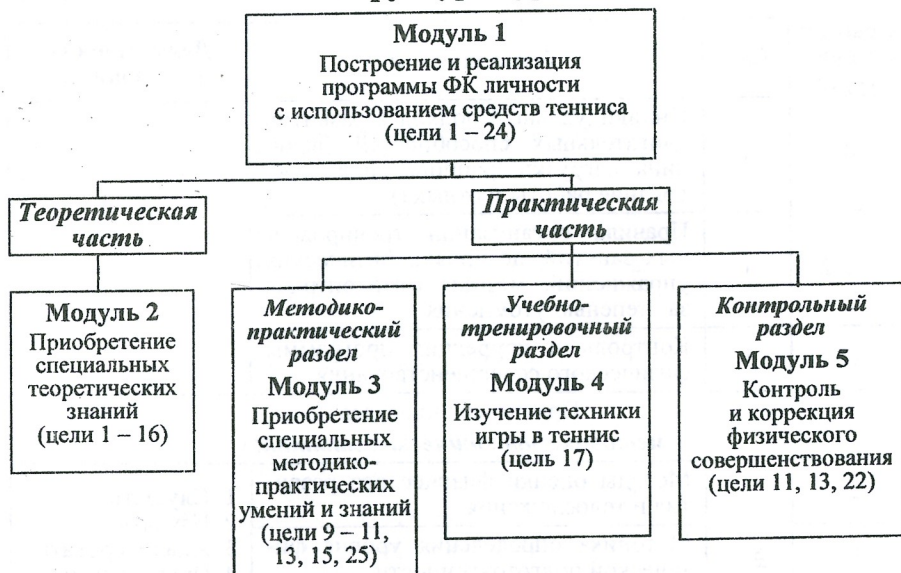 Модуль 1
Построение и реализация
программы ФК личности
с использованием средств тенниса
(цели 1 – 24)
Теоретическая
часть
Практическая
часть
Модуль 2
Приобретение
специальных
теоретических
знаний
(цели 1 – 16)
Методико-
практический
раздел
Модуль 3
Приобретение
специальных
методико-
практических
умений и знаний
(цели 9 – 11,
13, 15, 25)
Учебно-
тренировочный
раздел
Модуль 4
Изучение техники
игры в теннис
(цель 17)
Контрольный
раздел
Модуль 5
Контроль
и коррекция
физического
совершенствования
(цели 11, 13, 22)